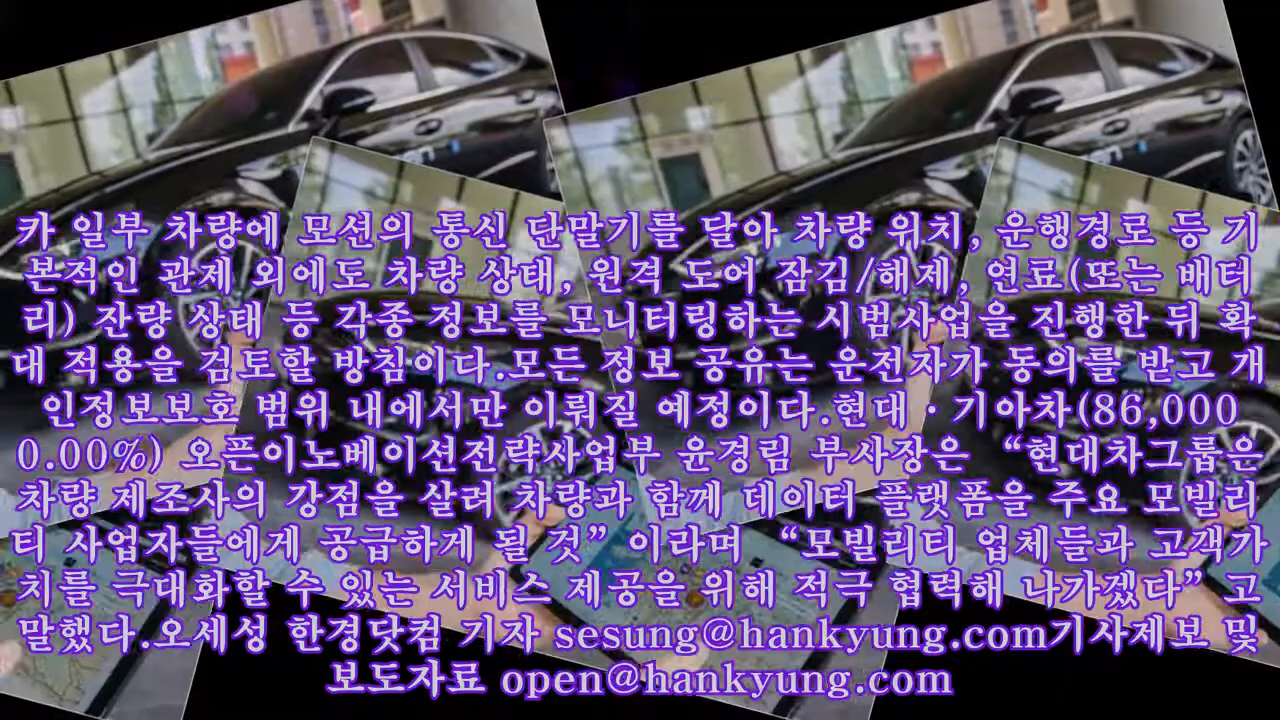 카 일부 차량에 모션의 통신 단말기를 달아 차량 위치, 운행경로 등 기
본적인 관제 외에도 차량 상태, 원격 도어 잠김/해제, 연료(또는 배터
리) 잔량 상태 등 각종 정보를 모니터링하는 시범사업을 진행한 뒤 확
대 적용을 검토할 방침이다.모든 정보 공유는 운전자가 동의를 받고 개
인정보보호 범위 내에서만 이뤄질 예정이다.현대·기아차(86,000
0.00%) 오픈이노베이션전략사업부 윤경림 부사장은 “현대차그룹은
차량 제조사의 강점을 살려 차량과 함께 데이터 플랫폼을 주요 모빌리
티 사업자들에게 공급하게 될 것”이라며 “모빌리티 업체들과 고객가
치를 극대화할 수 있는 서비스 제공을 위해 적극 협력해 나가겠다”고
말했다.오세성 한경닷컴 기자 sesung@hankyung.com기사제보 및
보도자료 open@hankyung.com